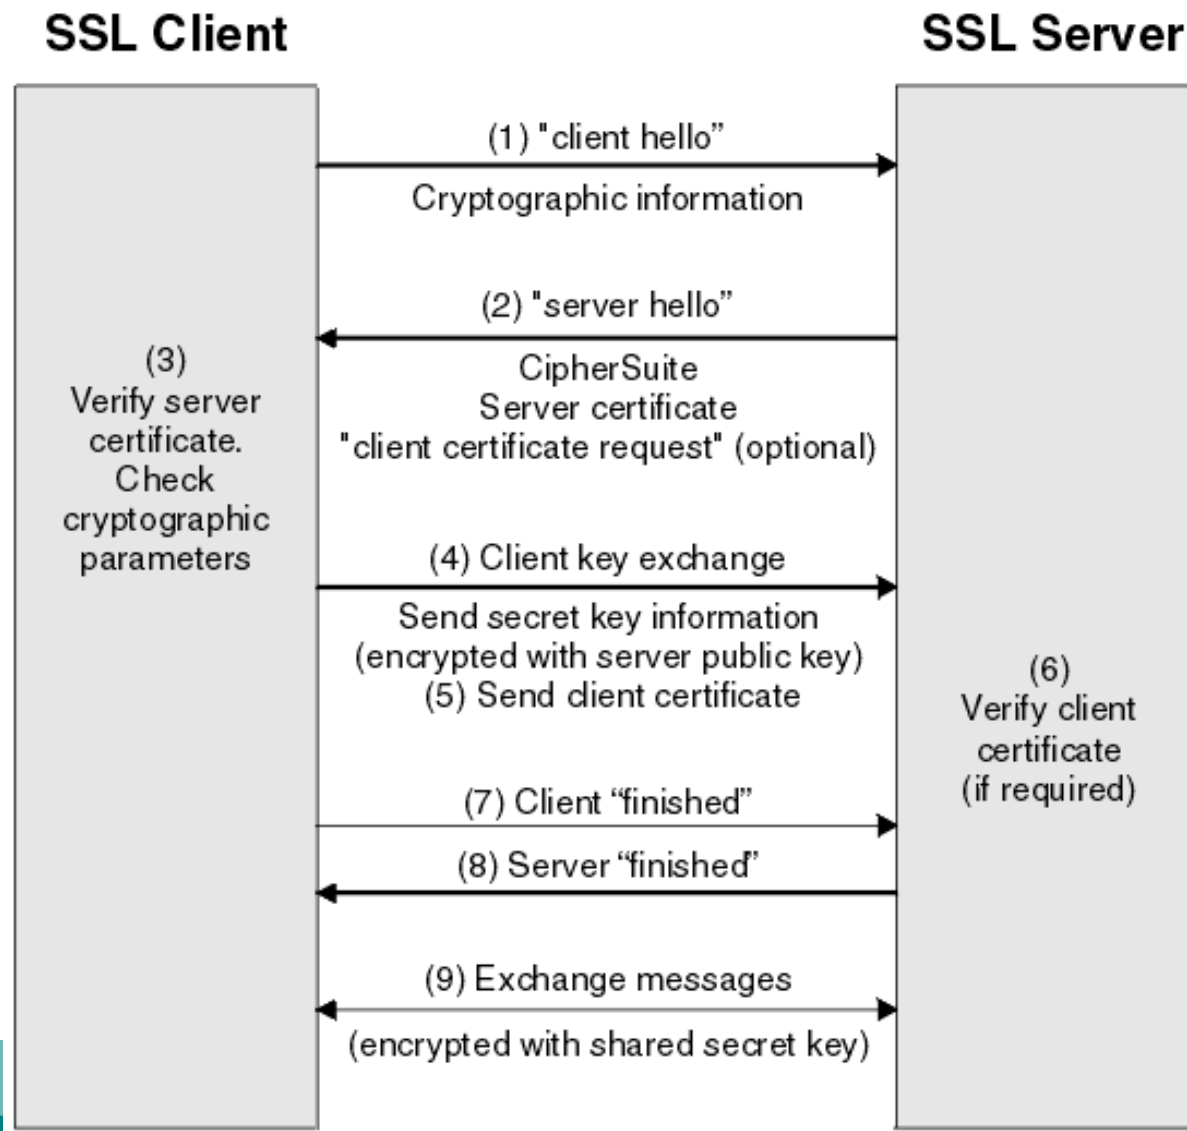 SSL Client
SSL Server
(1) "client hello”
Cryptographic information
(2) "server hello”
CipherSuite
Server certificate
"client certificate request" (optional)
(3)
Verify server
certificate.
Check
cryptographic
parameters
(4) Client key exchange
Send secret key information
(encrypted with server public key)
(5) Send client certificate
(6)
Verify client
certificate
(if required)
(7) Client “finished”
(8) Server “finished”
(9) Exchange messages
(encrypted with shared secret key)